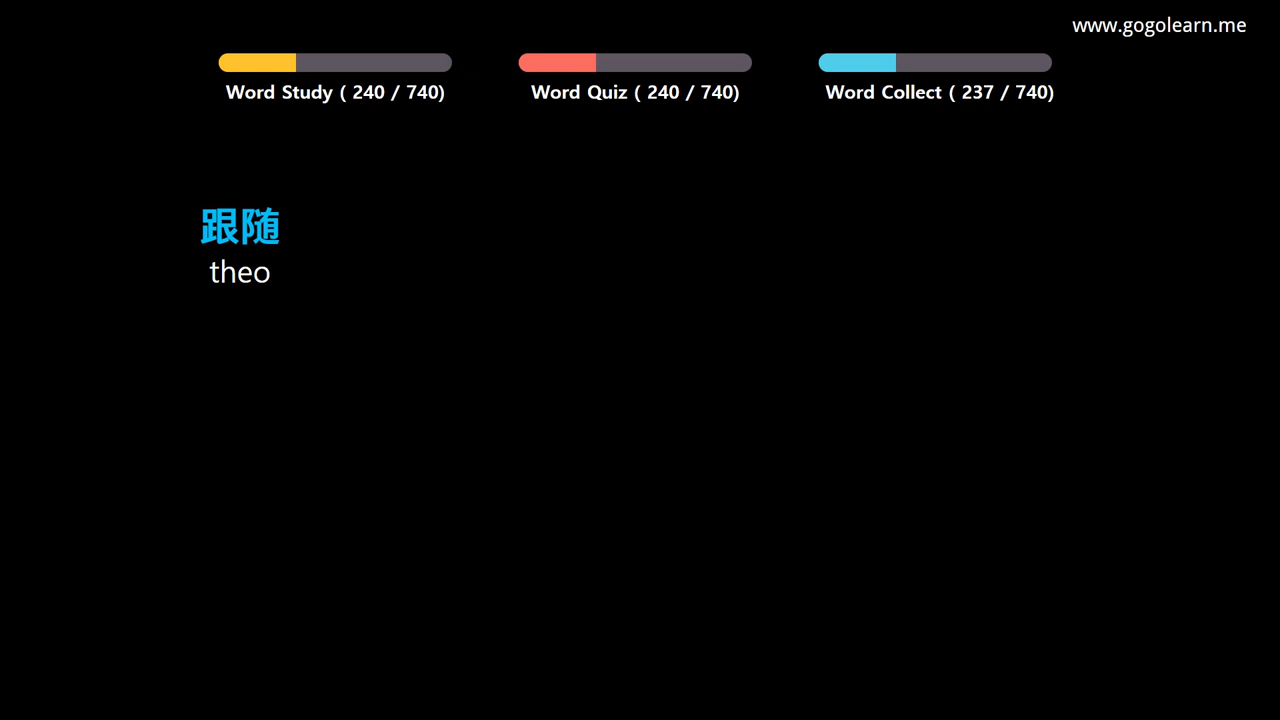 www.gogolearn.me
Word Study ( 240 / 740)
Word Quiz ( 240 / 740)
Word Collect ( 237 / 740)
跟随
theo